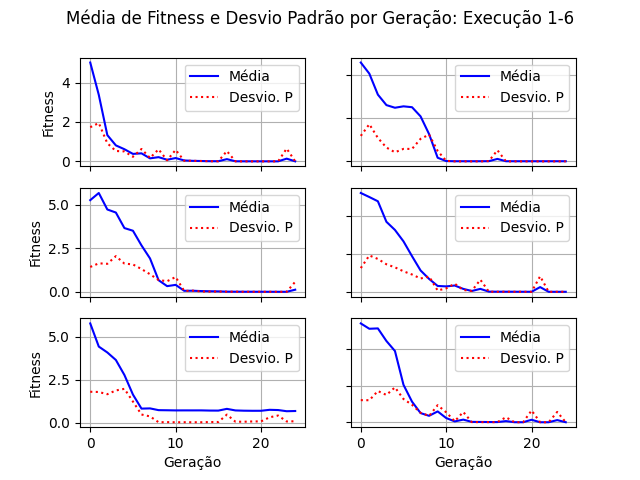 Média de Fitness e Desvio Padrão por Geração: Execução 1-6
Fitness
4
2
0
Média
Desvio. P
Média
Desvio. P
Fitness
5.0
2.5
0.0
Média
Desvio. P
Média
Desvio. P
Fitness
5.0
2.5
0.0
Média
Desvio. P
Média
Desvio. P
0 10 20
0 10 20
Geração
Geração